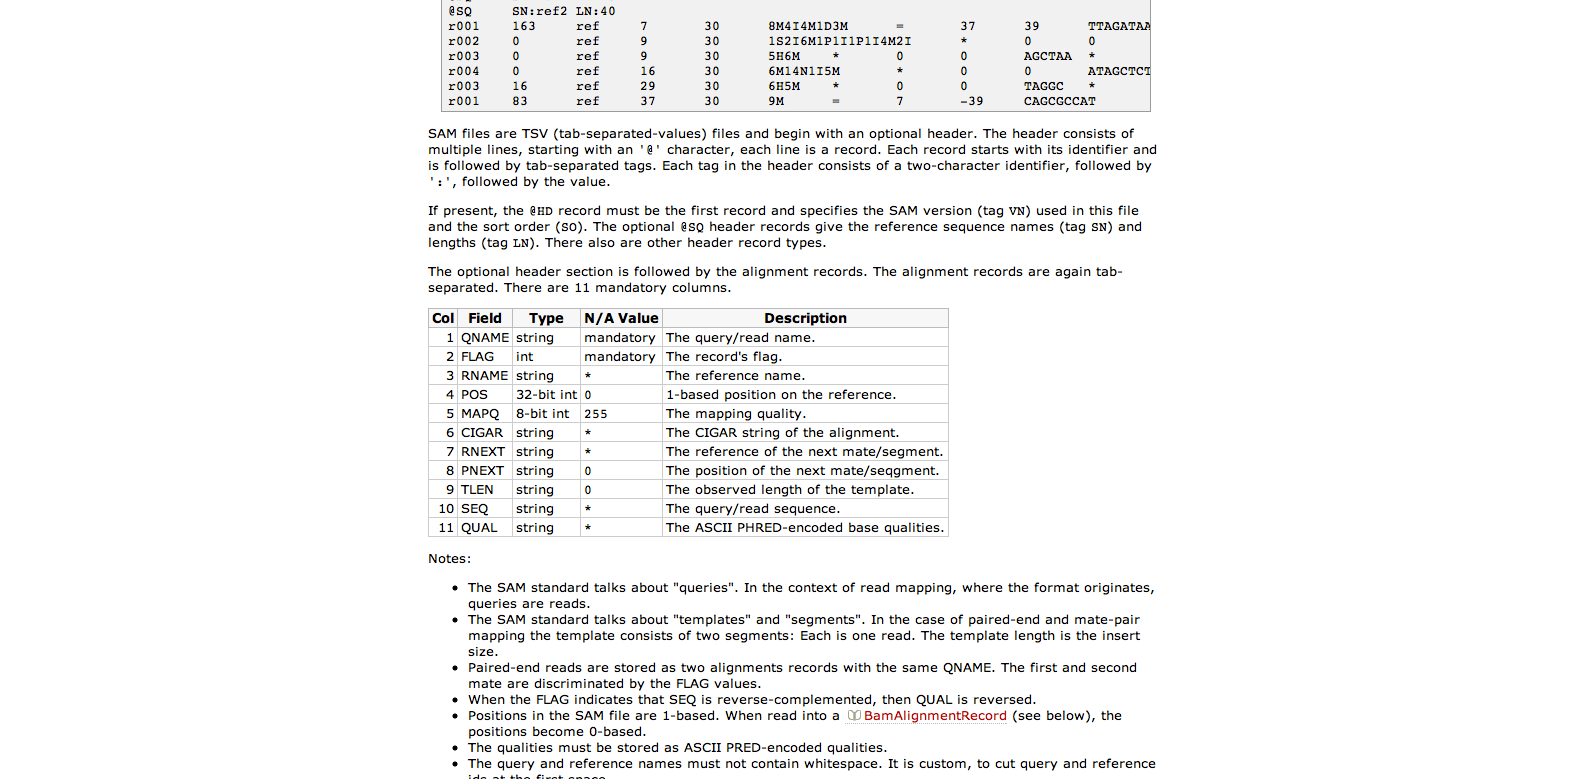 @SQ SN:ref2 LN:40
r001 163 ref 7 30 8M4I4M1D3M = 37 39 TTAGATAA
r002 0 ref 9 30 1S2I6M1P1I1P1I4M2I * 0 0
r003 0 ref 9 30 5H6M * 0 0 AGCTAA *
r004 0 ref 16 30 6M14N1I5M * 0 0 ATAGCTCT
r003 16 ref 29 30 6H5M * 0 0 TAGGC *
r001 83 ref 37 30 9M = 7 -39 CAGCGCCAT
SAM files are TSV (tab-separated-values) files and begin with an optional header. The header consists of
multiple lines, starting with an '@' character, each line is a record. Each record starts with its identifier and
is followed by tab-separated tags. Each tag in the header consists of a two-character identifier, followed by
':', followed by the value.
If present, the @HD record must be the first record and specifies the SAM version (tag VN) used in this file
and the sort order (SO). The optional @SQ header records give the reference sequence names (tag SN) and
lengths (tag LN). There also are other header record types.
The optional header section is followed by the alignment records. The alignment records are again tab-
separated. There are 11 mandatory columns.
Col Field Type N/A Value Description
1 QNAME string mandatory The query/read name.
2 FLAG int mandatory The record's flag.
3 RNAME string * The reference name.
4 POS 32-bit int 0 1-based position on the reference.
5 MAPQ 8-bit int 255 The mapping quality.
6 CIGAR string * The CIGAR string of the alignment.
7 RNEXT string * The reference of the next mate/segment.
8 PNEXT string 0 The position of the next mate/seqgment.
9 TLEN string 0 The observed length of the template.
10 SEQ string * The query/read sequence.
11 QUAL string * The ASCII PHRED-encoded base qualities.
Notes:
• The SAM standard talks about "queries". In the context of read mapping, where the format originates,
queries are reads.
• The SAM standard talks about "templates" and "segments". In the case of paired-end and mate-pair
mapping the template consists of two segments: Each is one read. The template length is the insert
size.
• Paired-end reads are stored as two alignments records with the same QNAME. The first and second
mate are discriminated by the FLAG values.
• When the FLAG indicates that SEQ is reverse-complemented, then QUAL is reversed.
• Positions in the SAM file are 1-based. When read into a BamAlignmentRecord (see below), the
positions become 0-based.
• The qualities must be stored as ASCII PRED-encoded qualities.
• The query and reference names must not contain whitespace. It is custom, to cut query and reference
ids at the first space.